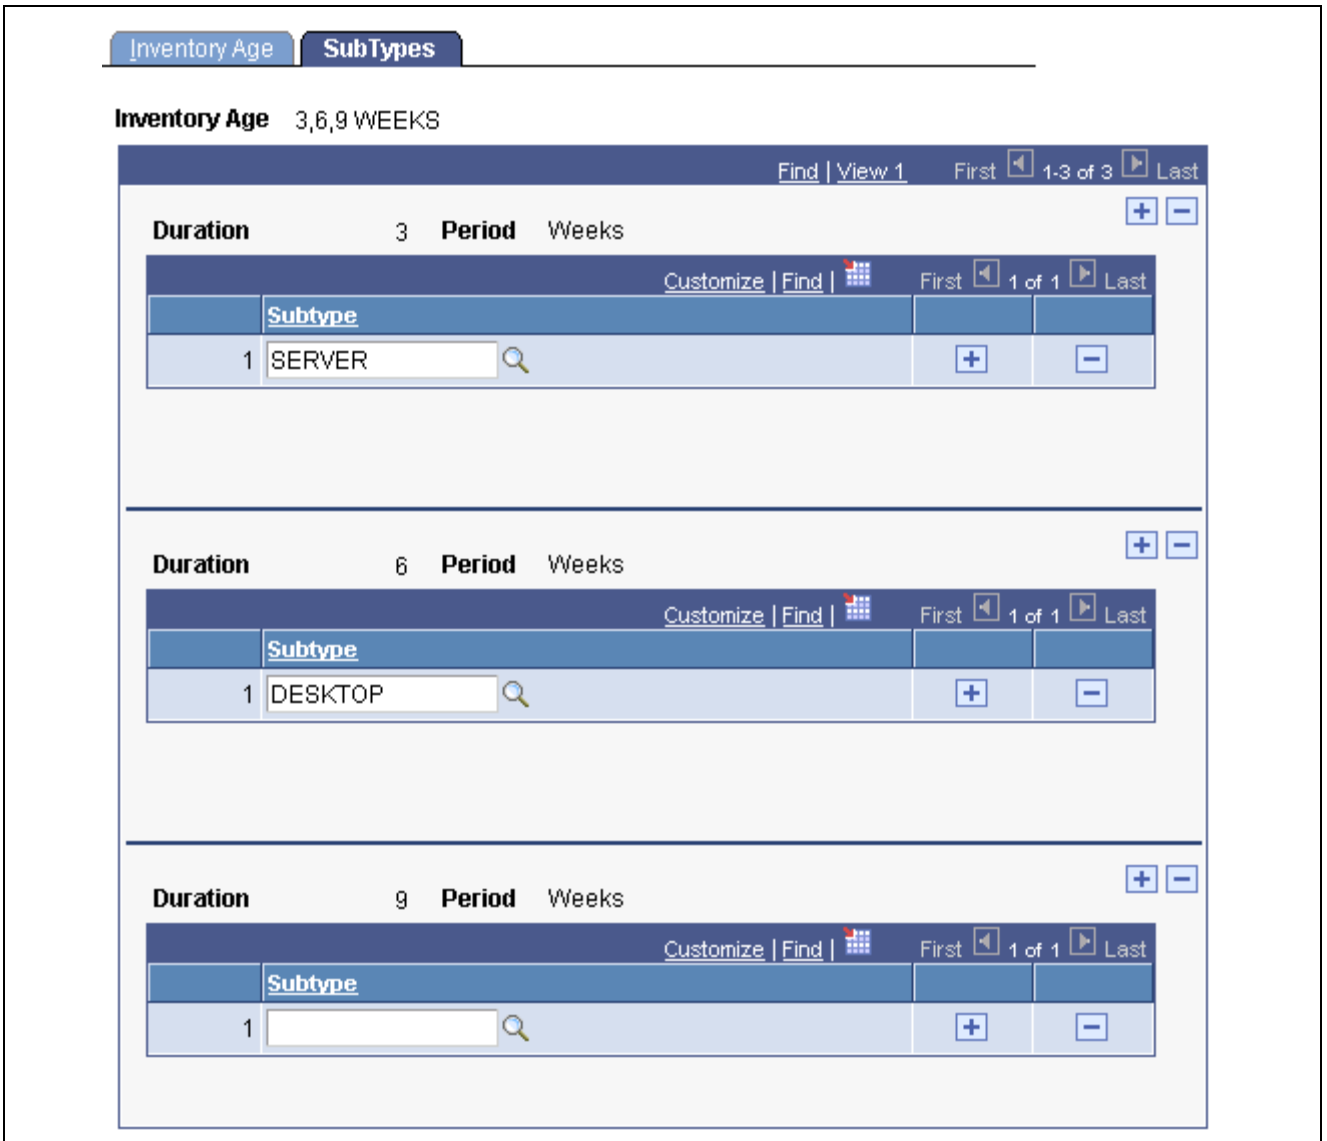 Inventory Age SubTypes
Inventory Age 3,6,9 WEEKS
Find | View 1 First 1-3 of 3 Last
Duration 3 Period Weeks
Customize | Find | First 1 of 1 Last
Subtype
1 SERVER
Duration 6 Period Weeks
Customize | Find | First 1 of 1 Last
Subtype
1 DESKTOP
Duration 9 Period Weeks
Customize | Find | First 1 of 1 Last
Subtype
1